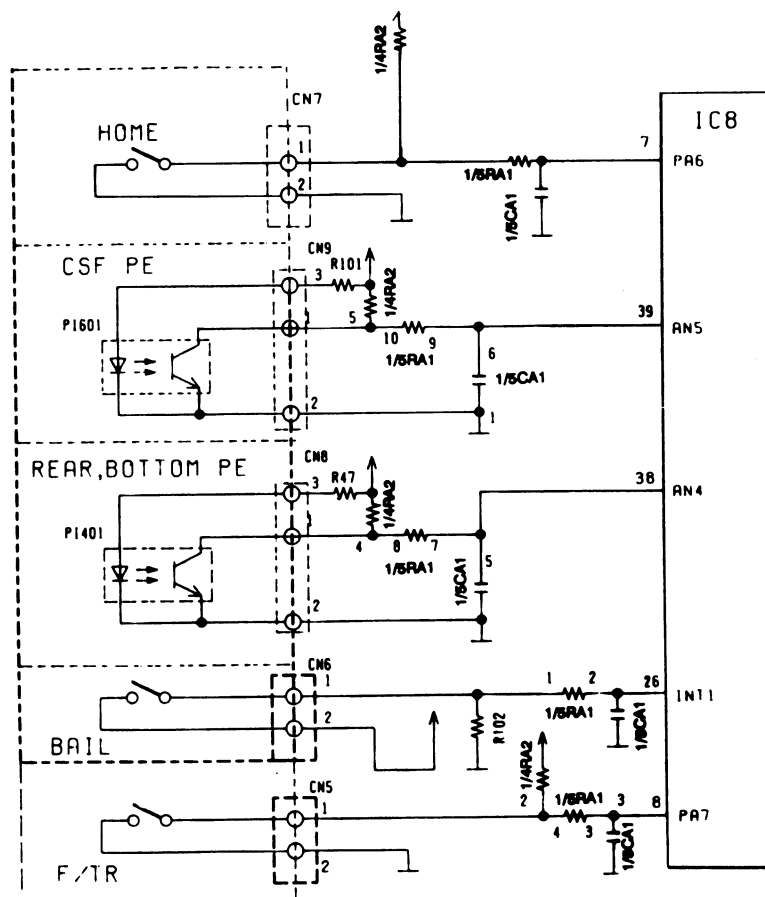 1/4RA2
CN7
IC8
HOME
1
7
PA6
1/5RA1
2
1/5CA1
CSF PE
CN9
3
R101
1/4RA2
PI601
1
5
10
9
1/5RA1
39
AN5
6
1/5CA1
2
1
REAR,BOTTOM PE
CN8
3
R47
1/4RA2
38
AN4
PI401
1
4
8
7
1/5RA1
5
1/5CA1
2
CN6
1
1
2
26
INT1
1/5RA1
2
R102
1/5CA1
BAIL
1/4RA2
CN5
1
2
1/5RA1
4
3
3
8
PA7
1/5CA1
2
F/TR